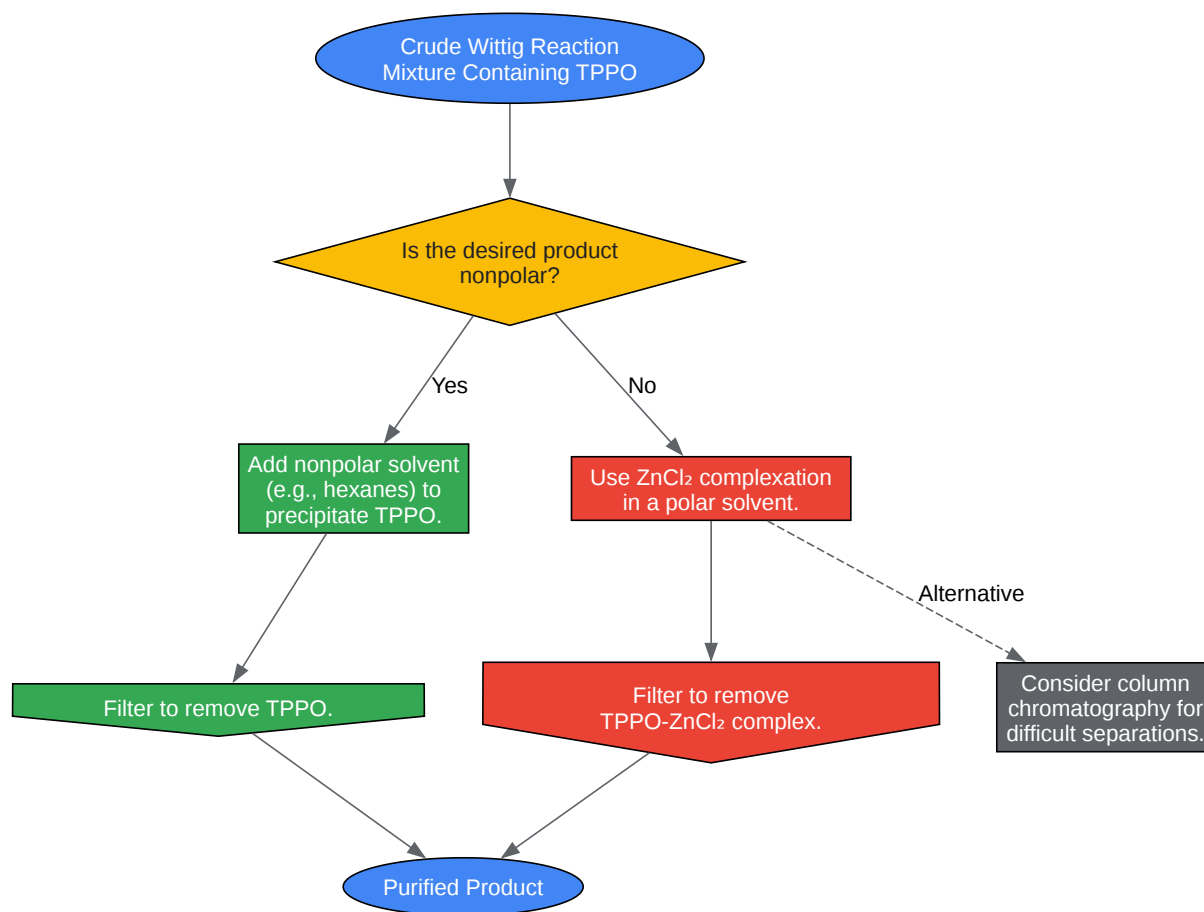 Crude Wittig Reaction
Mixture Containing TPPO
Is the desired product
nonpolar?
Yes
No
Add nonpolar solvent
(e.g., hexanes) to
precipitate TPPO.
Use ZnCl₂ complexation
in a polar solvent.
Alternative
Filter to remove TPPO.
Filter to remove
TPPO-ZnCl₂ complex.
Consider column
chromatography for
difficult separations.
Purified Product